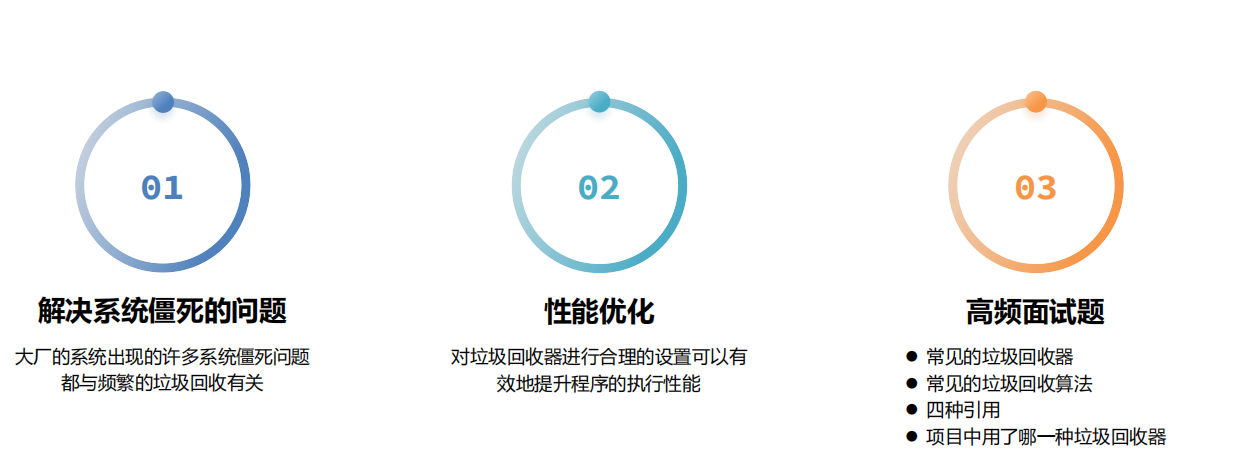 01
解决系统僵死的问题
大厂的系统出现的许多系统僵死问题
都与频繁的垃圾回收有关
02
性能优化
对垃圾回收器进行合理的设置可以有
效地提升程序的执行性能
03
高频面试题
● 常见的垃圾回收器
● 常见的垃圾回收算法
● 四种引用
● 项目中用了哪一种垃圾回收器